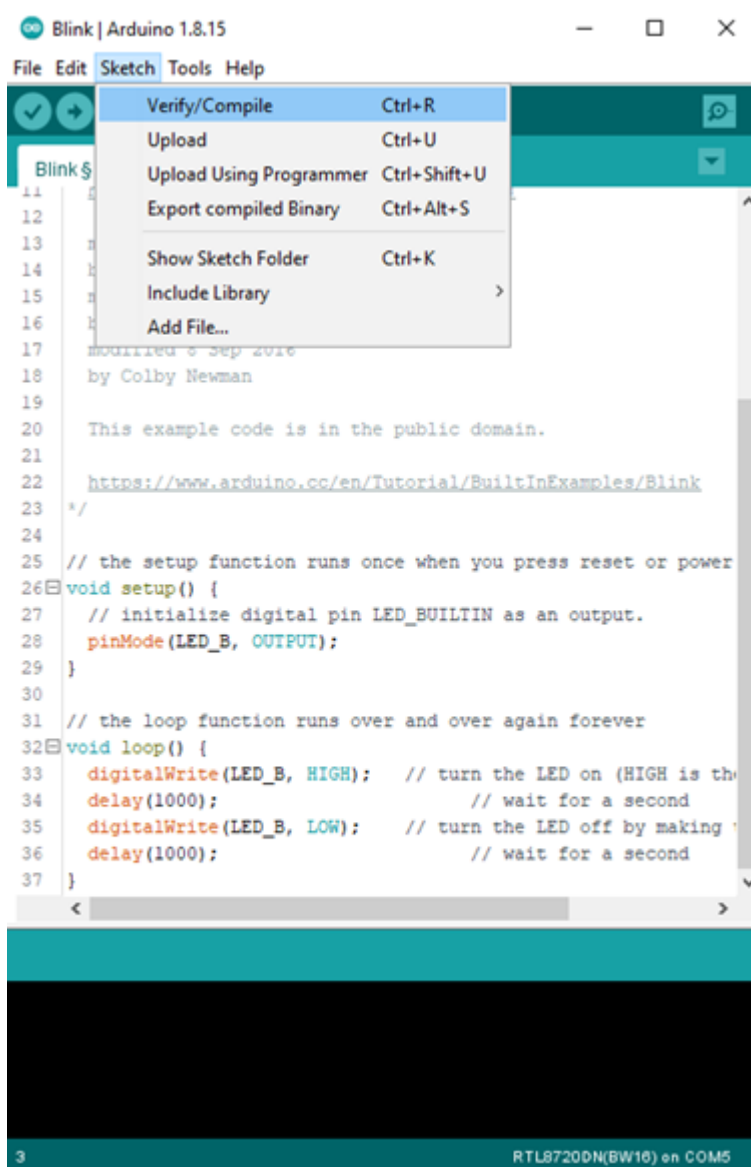 Blink | Arduino 1.8.15
File Edit Sketch Tools Help
Verify/Compile Ctrl+R
Upload Ctrl+U
Upload Using Programmer Ctrl+Shift+U
Export compiled Binary Ctrl+Alt+S
Show Sketch Folder Ctrl+K
Include Library >
Add File...
Blink §
11
12
13
14
15
16
17 modified 8 Sep 2016
18 by Colby Newman
19
20 This example code is in the public domain.
21
22 https://www.arduino.cc/en/Tutorial/BuiltInExamples/Blink
23 */
24
25 // the setup function runs once when you press reset or power
26 void setup() {
27 // initialize digital pin LED_BUILTIN as an output.
28 pinMode(LED_B, OUTPUT);
29 }
30
31 // the loop function runs over and over again forever
32 void loop() {
33 digitalWrite(LED_B, HIGH); // turn the LED on (HIGH is th
34 delay(1000); // wait for a second
35 digitalWrite(LED_B, LOW); // turn the LED off by making
36 delay(1000); // wait for a second
37 }
3 RTL8720DN(BW16) on COM5